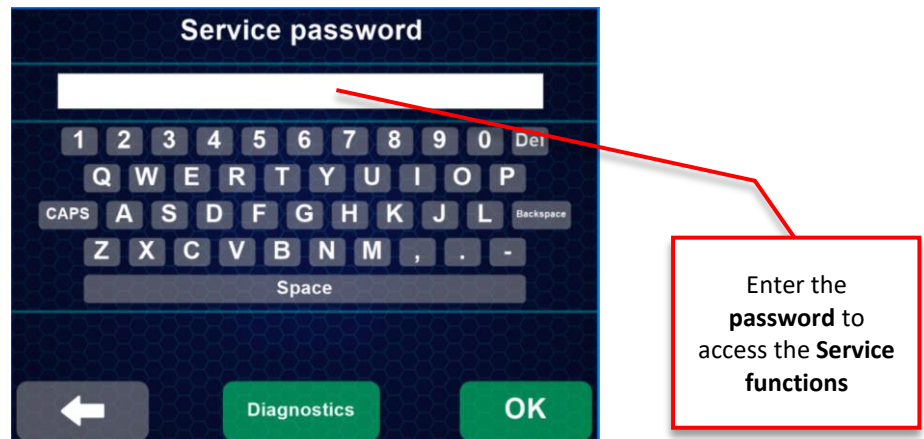 Service password
1 2 3 4 5 6 7 8 9 0 Del
Q W E R T Y U I O P
CAPS A S D F G H K J L Backspace
Z X C V B N M , . -
Space
Diagnostics OK
Enter the
password to
access the Service
functions